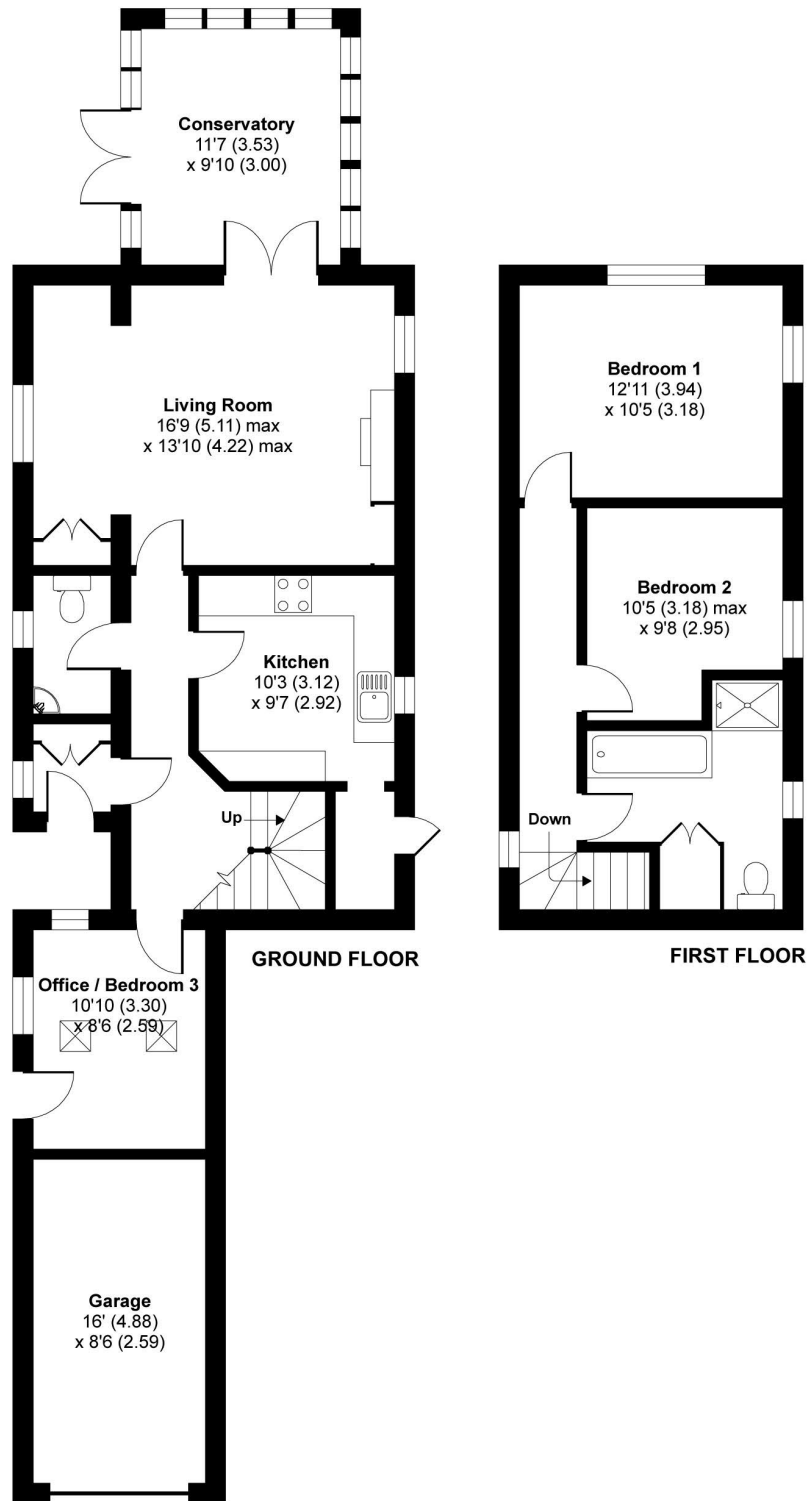 Conservatory
11'7 (3.53)
x 9'10 (3.00)
Living Room
16'9 (5.11) max
x 13'10 (4.22) max
Kitchen
10'3 (3.12)
x 9'7 (2.92)
Up
GROUND FLOOR
Office / Bedroom 3
10'10 (3.30)
x 8'6 (2.59)
Garage
16' (4.88)
x 8'6 (2.59)
Bedroom 1
12'11 (3.94)
x 10'5 (3.18)
Bedroom 2
10'5 (3.18) max
x 9'8 (2.95)
Down
FIRST FLOOR